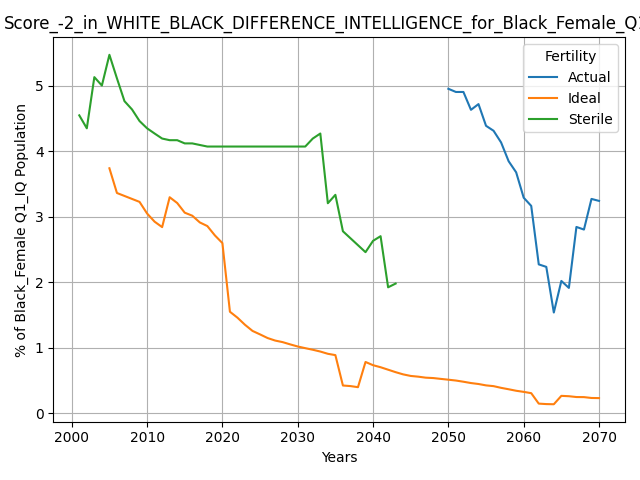 Score_-2_in_WHITE_BLACK_DIFFERENCE_INTELLIGENCE_for_Black_Female_Q1
% of Black_Female Q1_IQ Population
5
4
3
2
1
0
Fertility
Actual
Ideal
Sterile
2000 2010 2020 2030 2040 2050 2060 2070
Years